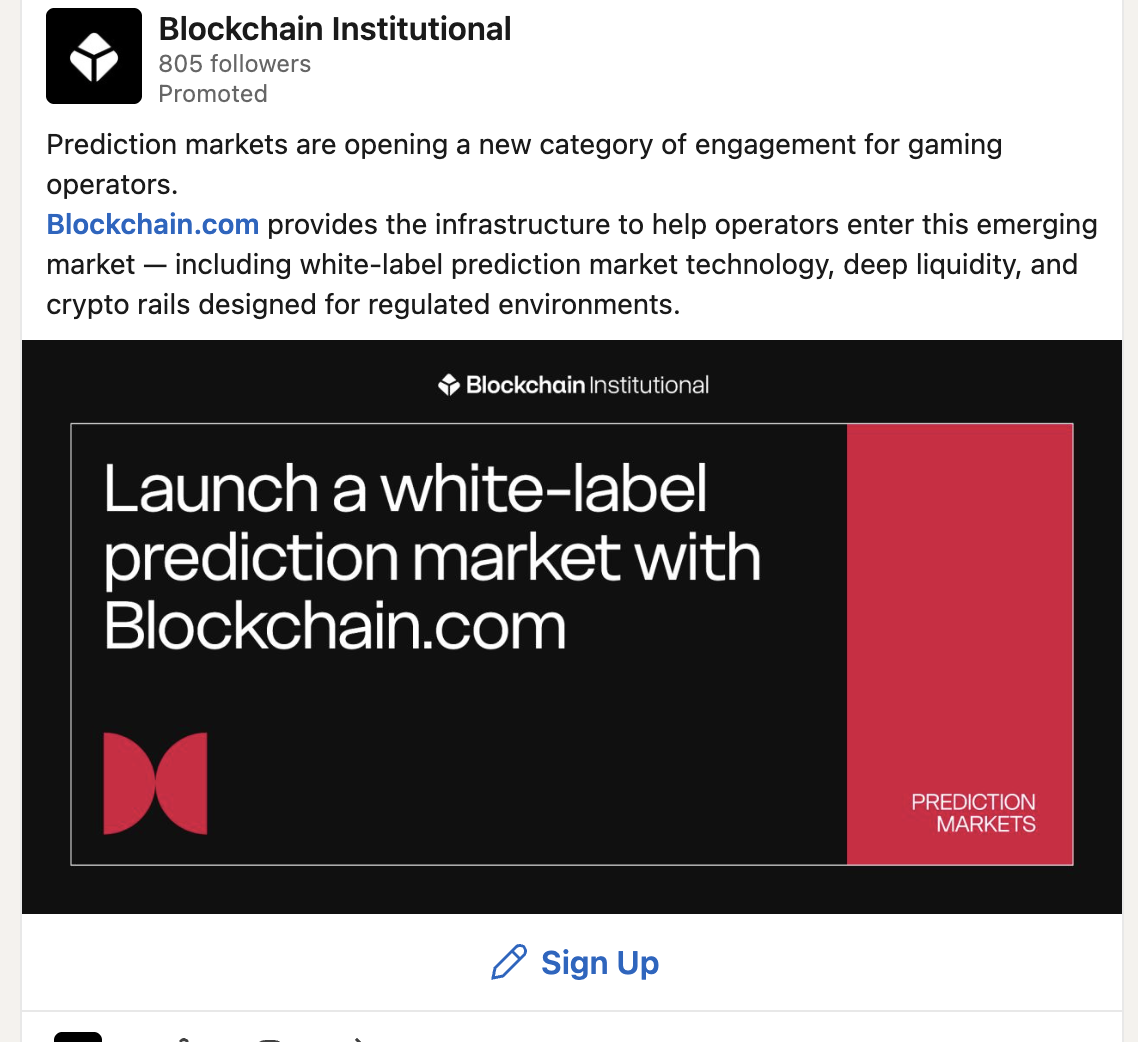 Blockchain Institutional
805 followers
Promoted
Prediction markets are opening a new category of engagement for gaming
operators.
Blockchain.com provides the infrastructure to help operators enter this emerging
market — including white-label prediction market technology, deep liquidity, and
crypto rails designed for regulated environments.
Blockchain Institutional
Launch a white-label
prediction market with
Blockchain.com
PREDICTION
MARKETS
Sign Up